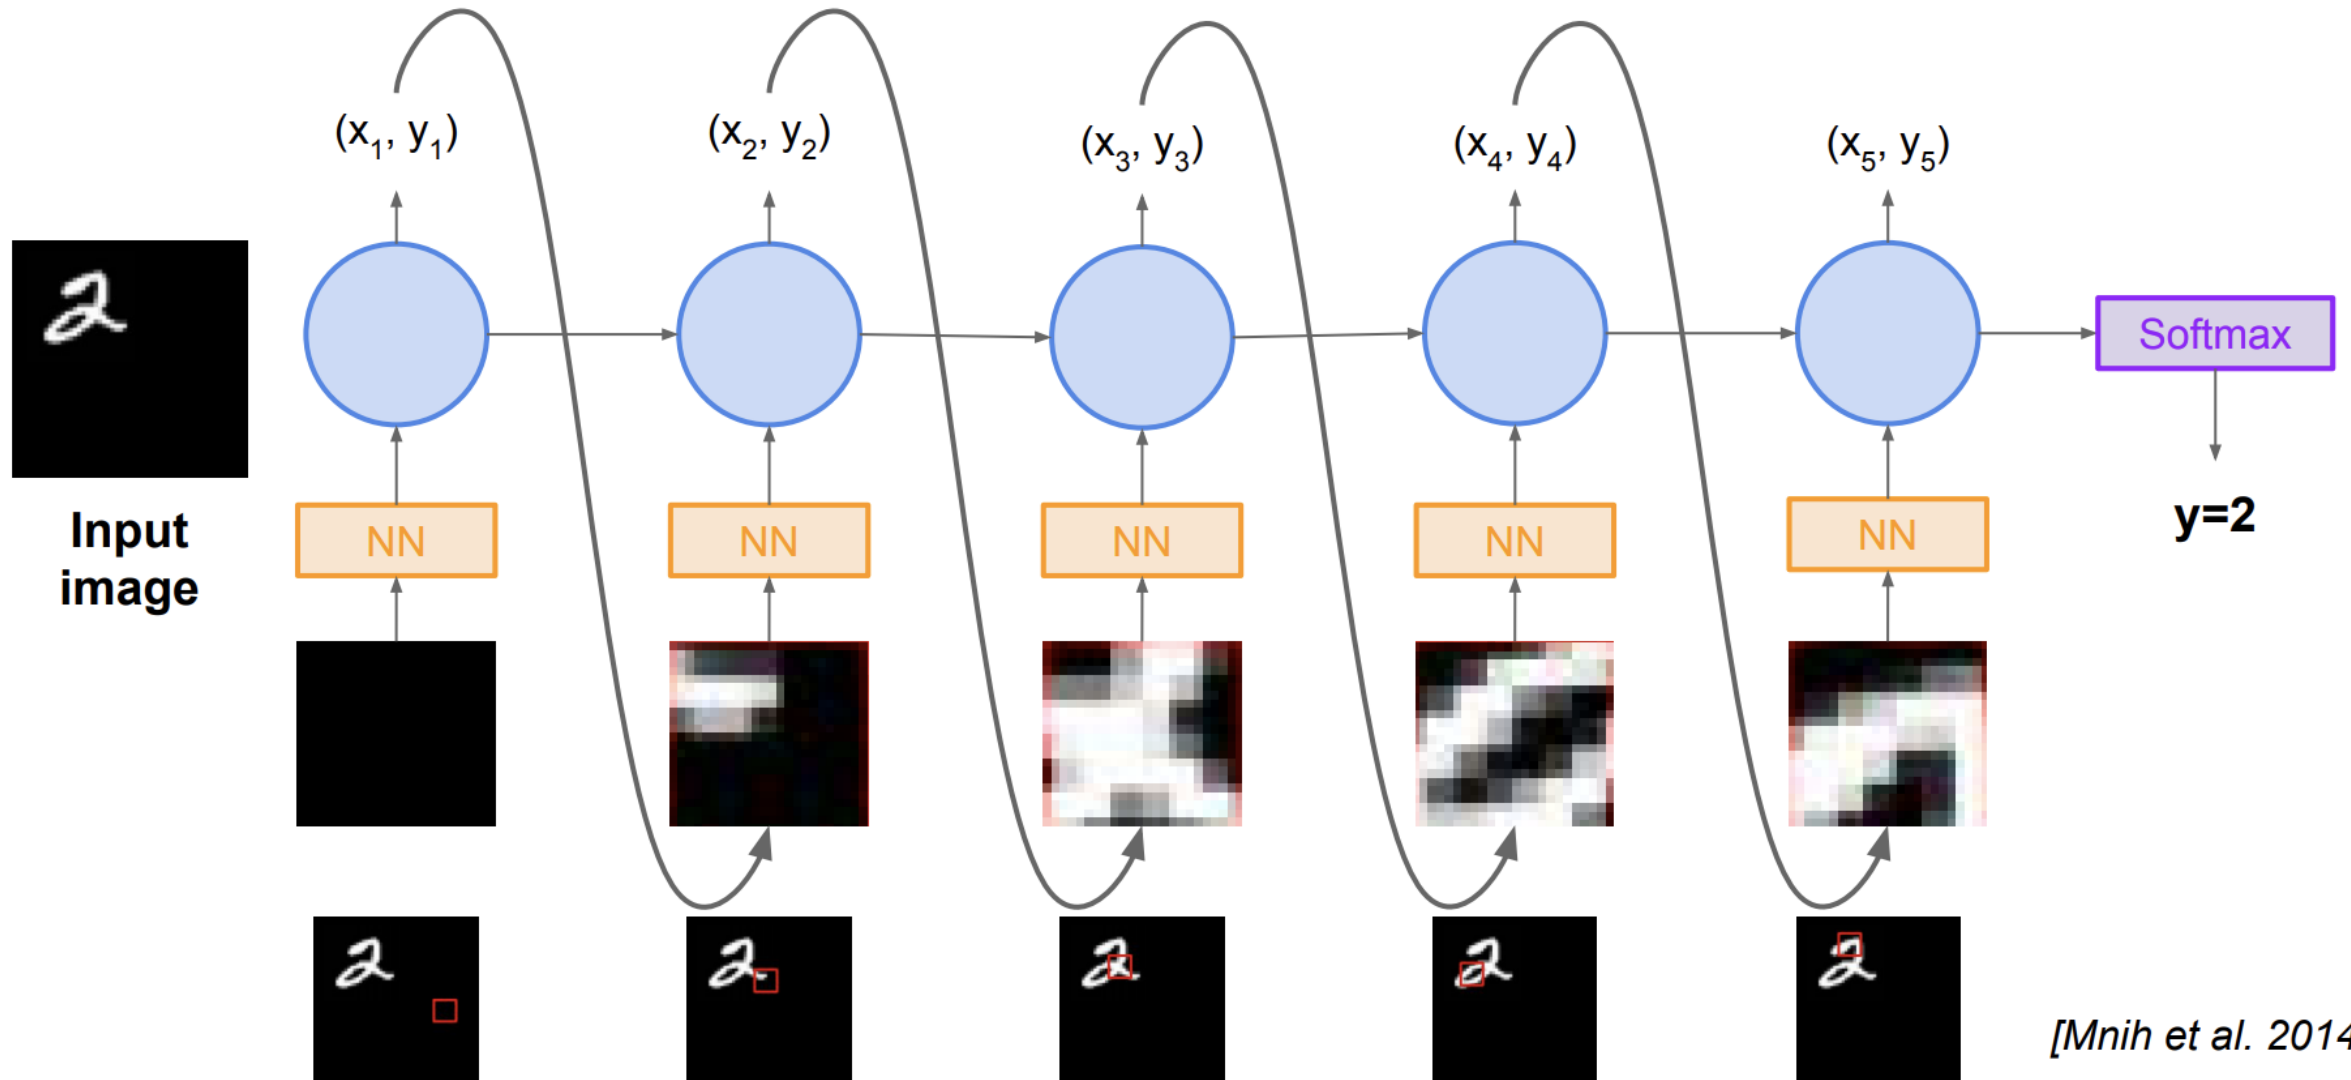 (x₁, y₁)
(x₂, y₂)
(x₃, y₃)
(x₄, y₄)
(x₅, y₅)
Softmax
Input
image
NN
NN
NN
NN
NN
y=2
[Mnih et al. 2014